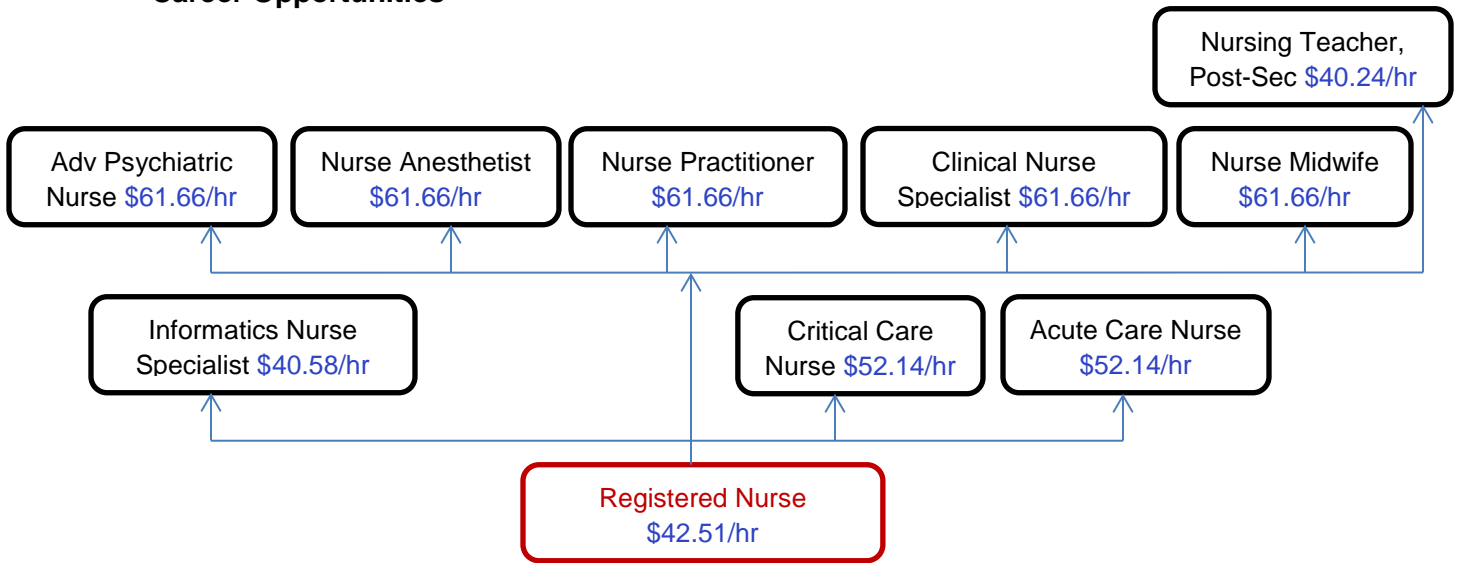 Career Opportunities
Nursing Teacher,
Post-Sec $40.24/hr
Adv Psychiatric
Nurse $61.66/hr
Nurse Anesthetist
$61.66/hr
Nurse Practitioner
$61.66/hr
Clinical Nurse
Specialist $61.66/hr
Nurse Midwife
$61.66/hr
Informatics Nurse
Specialist $40.58/hr
Critical Care
Nurse $52.14/hr
Acute Care Nurse
$52.14/hr
Registered Nurse
$42.51/hr